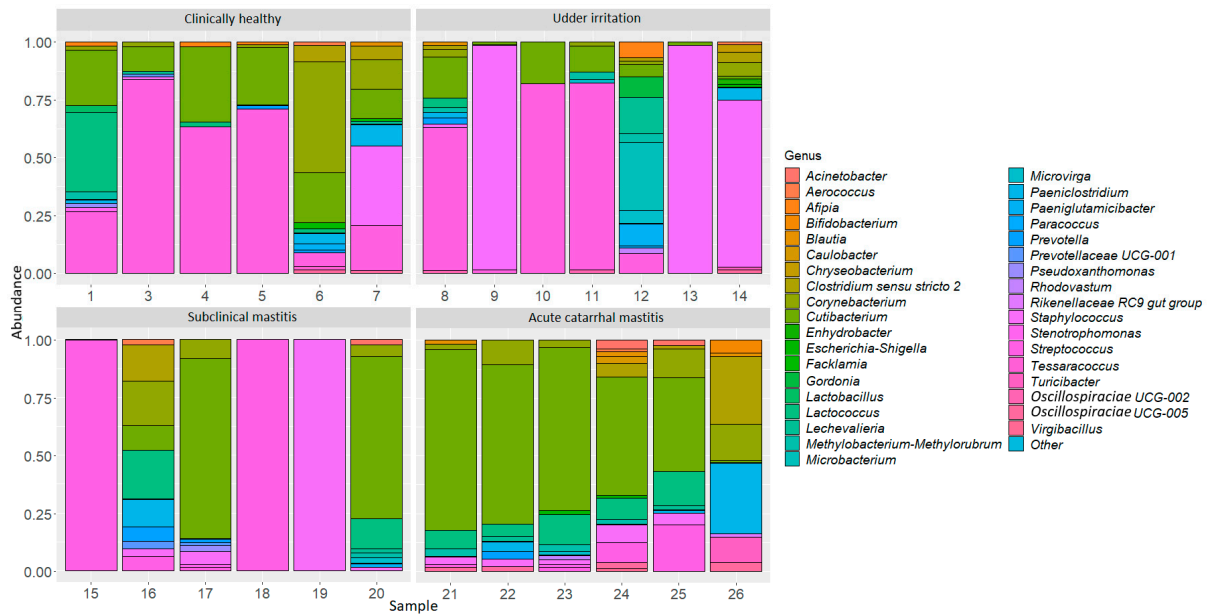 Clinically healthy
Udder irritation
1.00
0.75
0.50
0.25
0.00
1 3 4 5 6 7
8 9 10 11 12 13 14
Subclinical mastitis
Acute catarrhal mastitis
1.00
0.75
0.50
0.25
0.00
15 16 17 18 19 20
21 22 23 24 25 26
Abundance
Sample
Genus
Acinetobacter
Aerococcus
Afipia
Bifidobacterium
Blautia
Caulobacter
Chryseobacterium
Clostridium sensu stricto 2
Corynebacterium
Cutibacterium
Enhydrobacter
Escherichia-Shigella
Facklamia
Gordonia
Lactobacillus
Lactococcus
Lechevalieria
Methylobacterium-Methylorubrum
Microbacterium
Microvirga
Paeniclostridium
Paeniglutamicibacter
Paracoccus
Prevotella
Prevotellaceae UCG-001
Pseudoxanthomonas
Rhodovastum
Rikenellaceae RC9 gut group
Staphylococcus
Stenotrophomonas
Streptococcus
Tessaracoccus
Turicibacter
Oscillospiraciae UCG-002
Oscillospiraciae UCG-005
Virgibacillus
Other